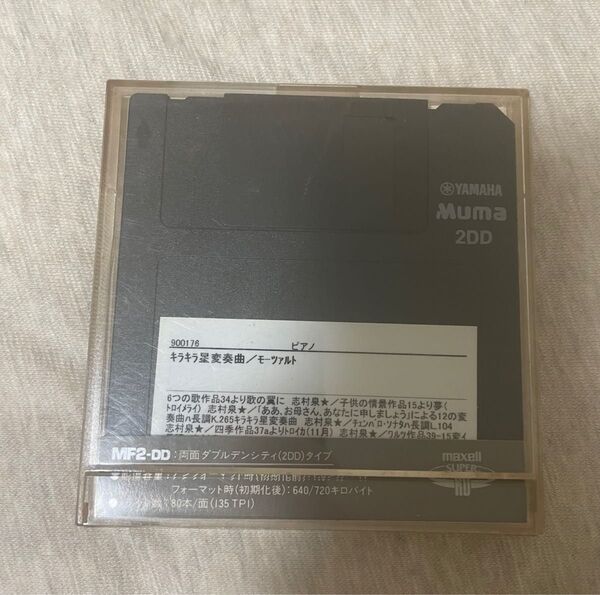 YAMAHA
Muma
2DD
900176 ピアノ
キラキラ星変奏曲/モーツァルト
6つの歌作品34より歌の翼に 志村泉★/子供の情景作品15より夢(
トロイメライ) 志村泉★/「ああ、お母さん、あなたに申しましょう」による12の変
奏曲ハ長調K.265キラキラ星変奏曲 志村泉★/チェンバロ・ソナタハ長調L.104
志村泉★/四季作品37aよりトロイカ(11月) 志村泉★/ワルツ作品39-15変イ
MF2-DD:両面ダブルデンシティ(2DD)タイプ
maxell
SUPER
RD
フォーマット時(初期化後):640/720キロバイト
80本/面(135 TPI)